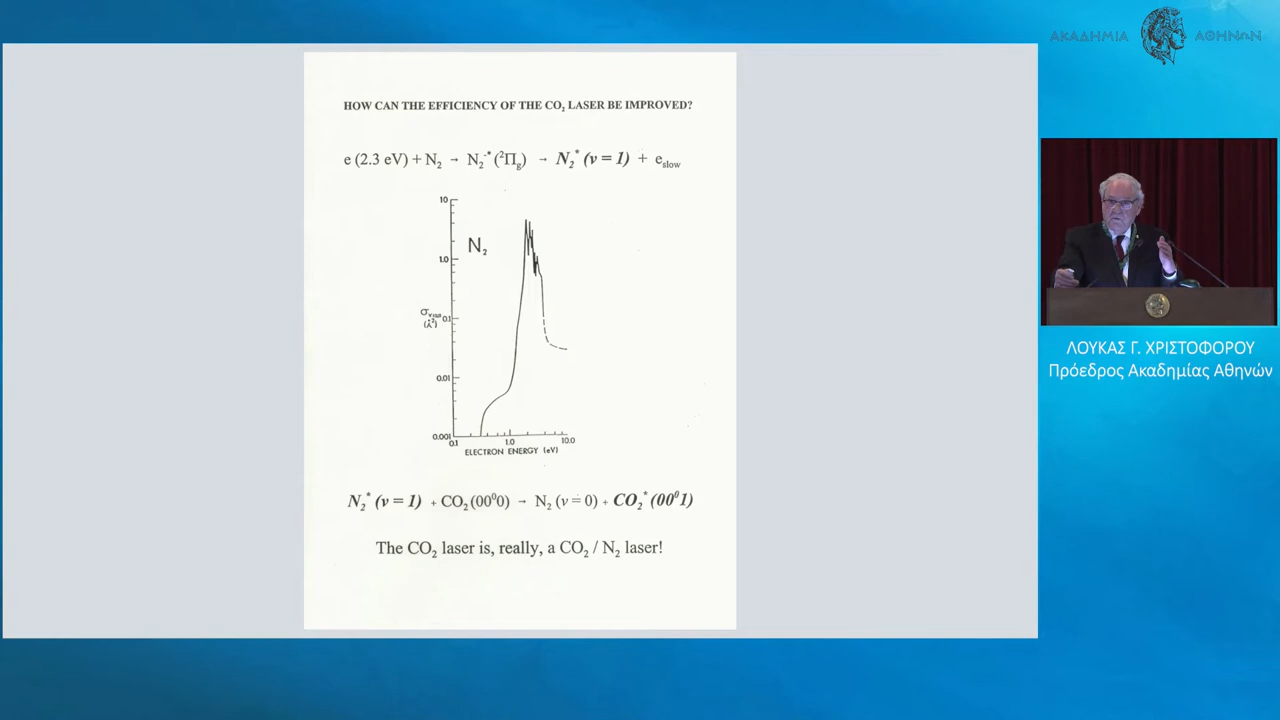 ΑΚΑΔΗΜΙΑ ΑΘΗΝΩΝ
HOW CAN THE EFFICIENCY OF THE CO₂ LASER BE IMPROVED?
e (2.3 eV) + N₂ → N₂⁻* (²Π_g) → N₂* (v = 1) + e_slow
10
N₂
1.0
0.1
(Å²)
0.01
0.001
0.1 1.0 10.0
ELECTRON ENERGY (eV)
N₂* (v = 1) + CO₂ (00⁰0) → N₂ (v = 0) + CO₂* (00⁰1)
The CO₂ laser is, really, a CO₂ / N₂ laser!
ΛΟΥΚΑΣ Γ. ΧΡΙΣΤΟΦΟΡΟΥ
Πρόεδρος Ακαδημίας Αθηνών